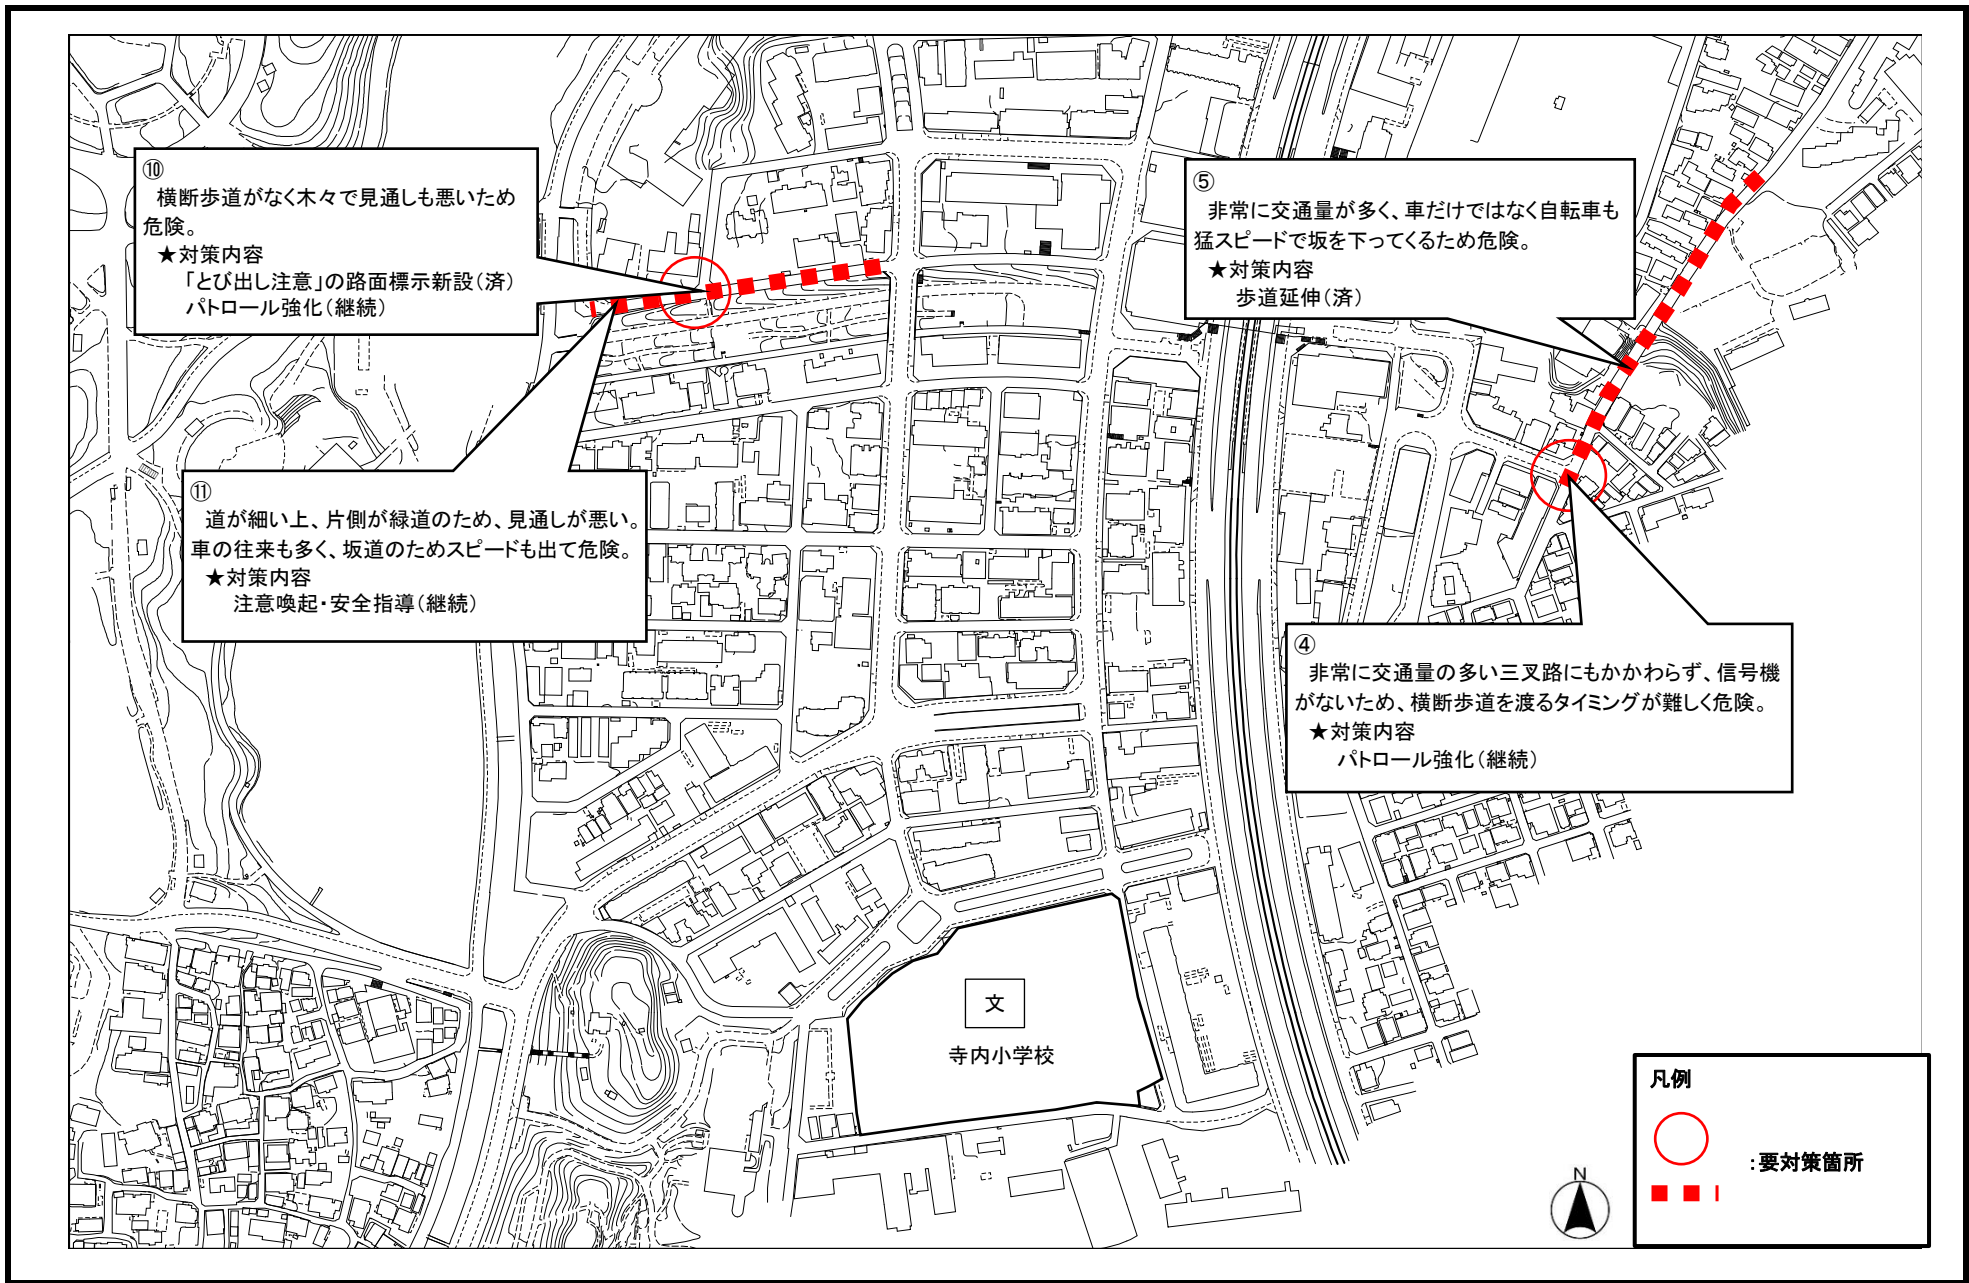 ⑩
横断歩道がなく木々で見通しも悪いため
危険。
★対策内容
「とび出し注意」の路面標示新設(済)
パトロール強化(継続)
⑤
非常に交通量が多く、車だけではなく自転車も
猛スピードで坂を下ってくるため危険。
★対策内容
歩道延伸(済)
⑪
道が細い上、片側が緑道のため、見通しが悪い。
車の往来も多く、坂道のためスピードも出て危険。
★対策内容
注意喚起・安全指導(継続)
④
非常に交通量の多い三叉路にもかかわらず、信号機
がないため、横断歩道を渡るタイミングが難しく危険。
★対策内容
パトロール強化(継続)
文
寺内小学校
凡例
:要対策箇所
N